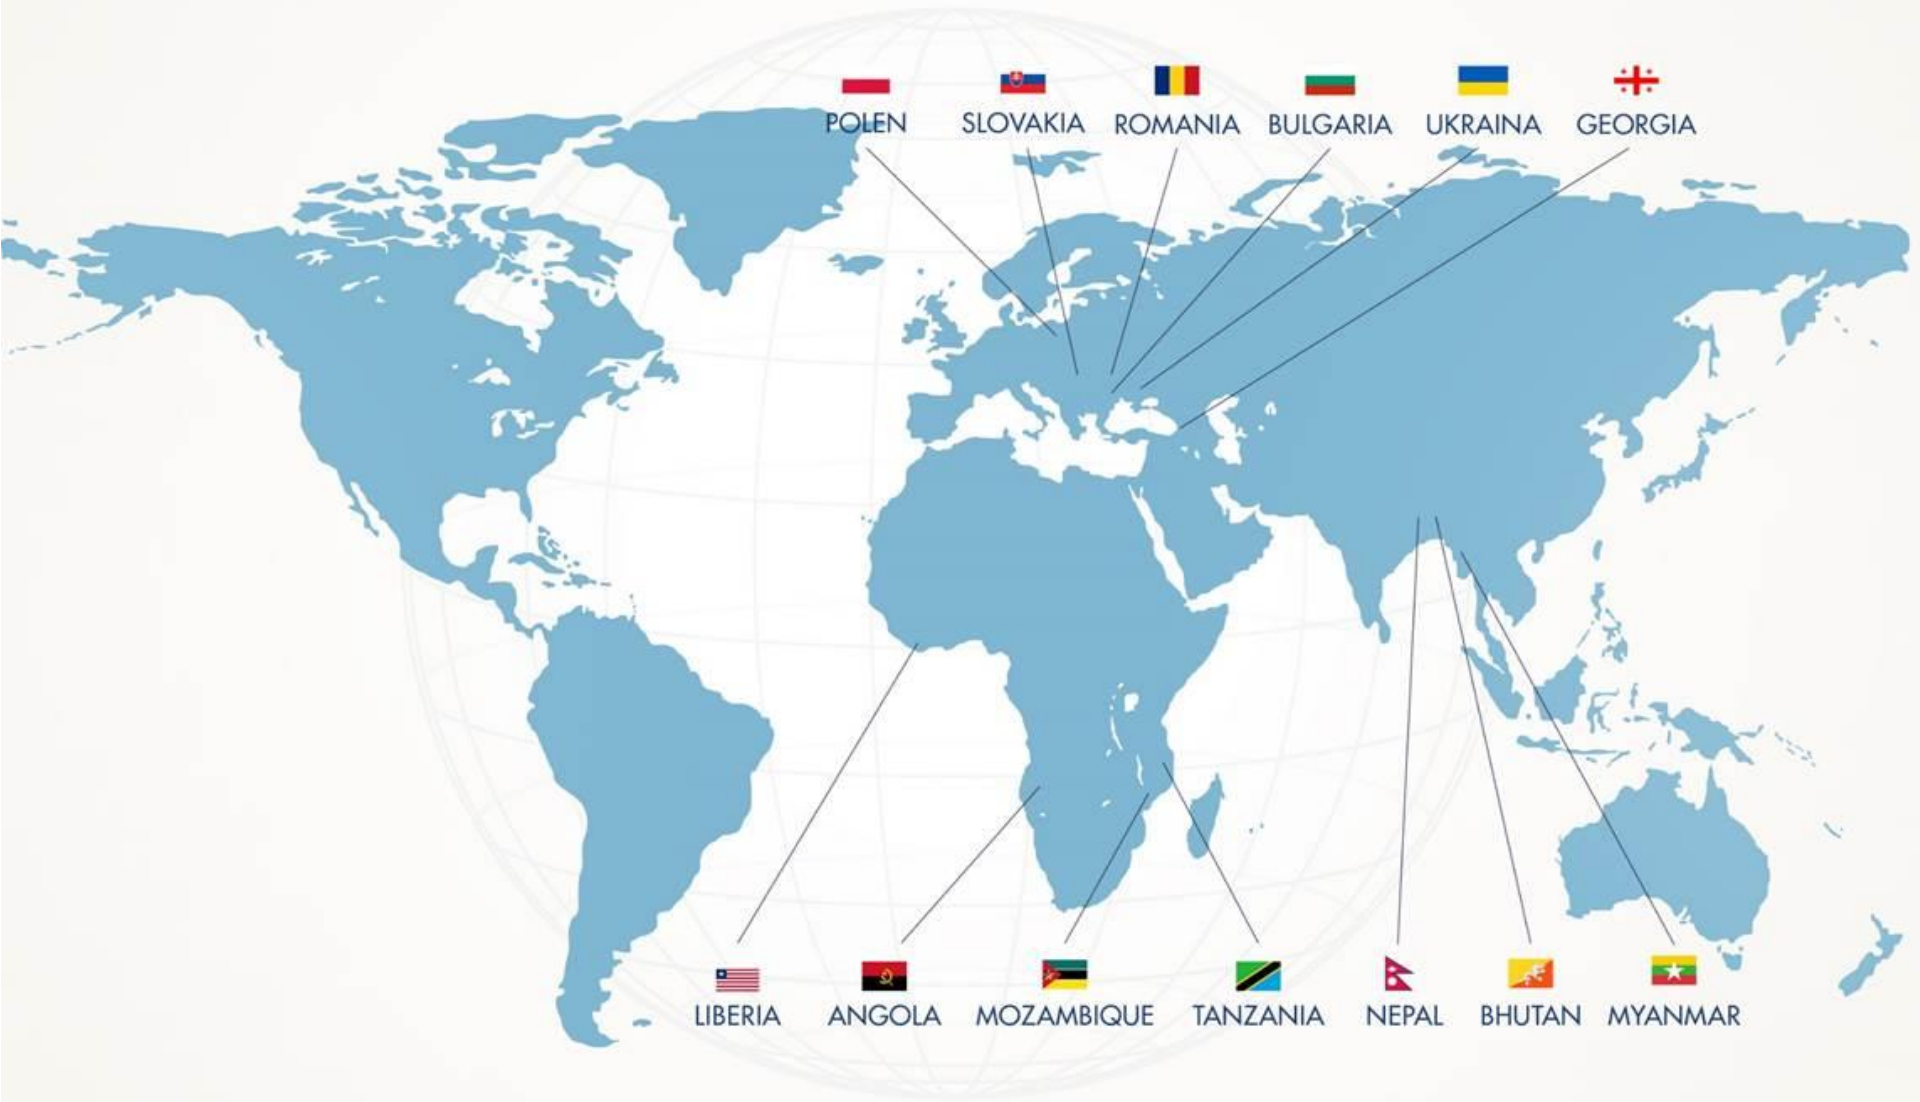 POLEN
SLOVAKIA
ROMANIA
BULGARIA
UKRAINA
GEORGIA
LIBERIA
ANGOLA
MOZAMBIQUE
TANZANIA
NEPAL
BHUTAN
MYANMAR